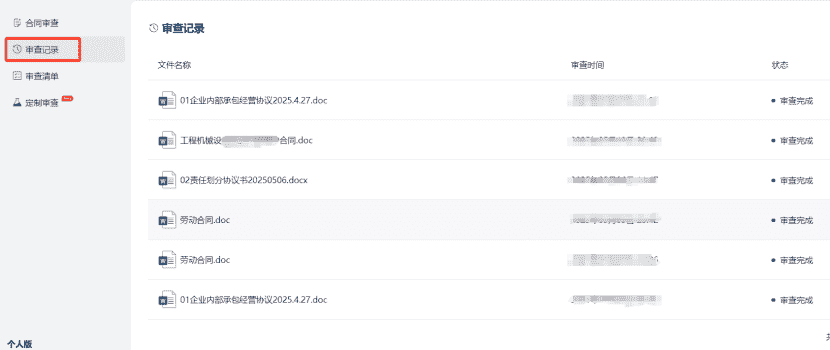 合同审查
审查记录
审查清单
定制审查
个人版
审查记录
文件名称 审查时间 状态
01企业内部承包经营协议2025.4.27.doc 审查完成
工程机械设 合同.doc 审查完成
02责任划分协议书20250506.docx 审查完成
劳动合同.doc 审查完成
劳动合同.doc 审查完成
01企业内部承包经营协议2025.4.27.doc 审查完成